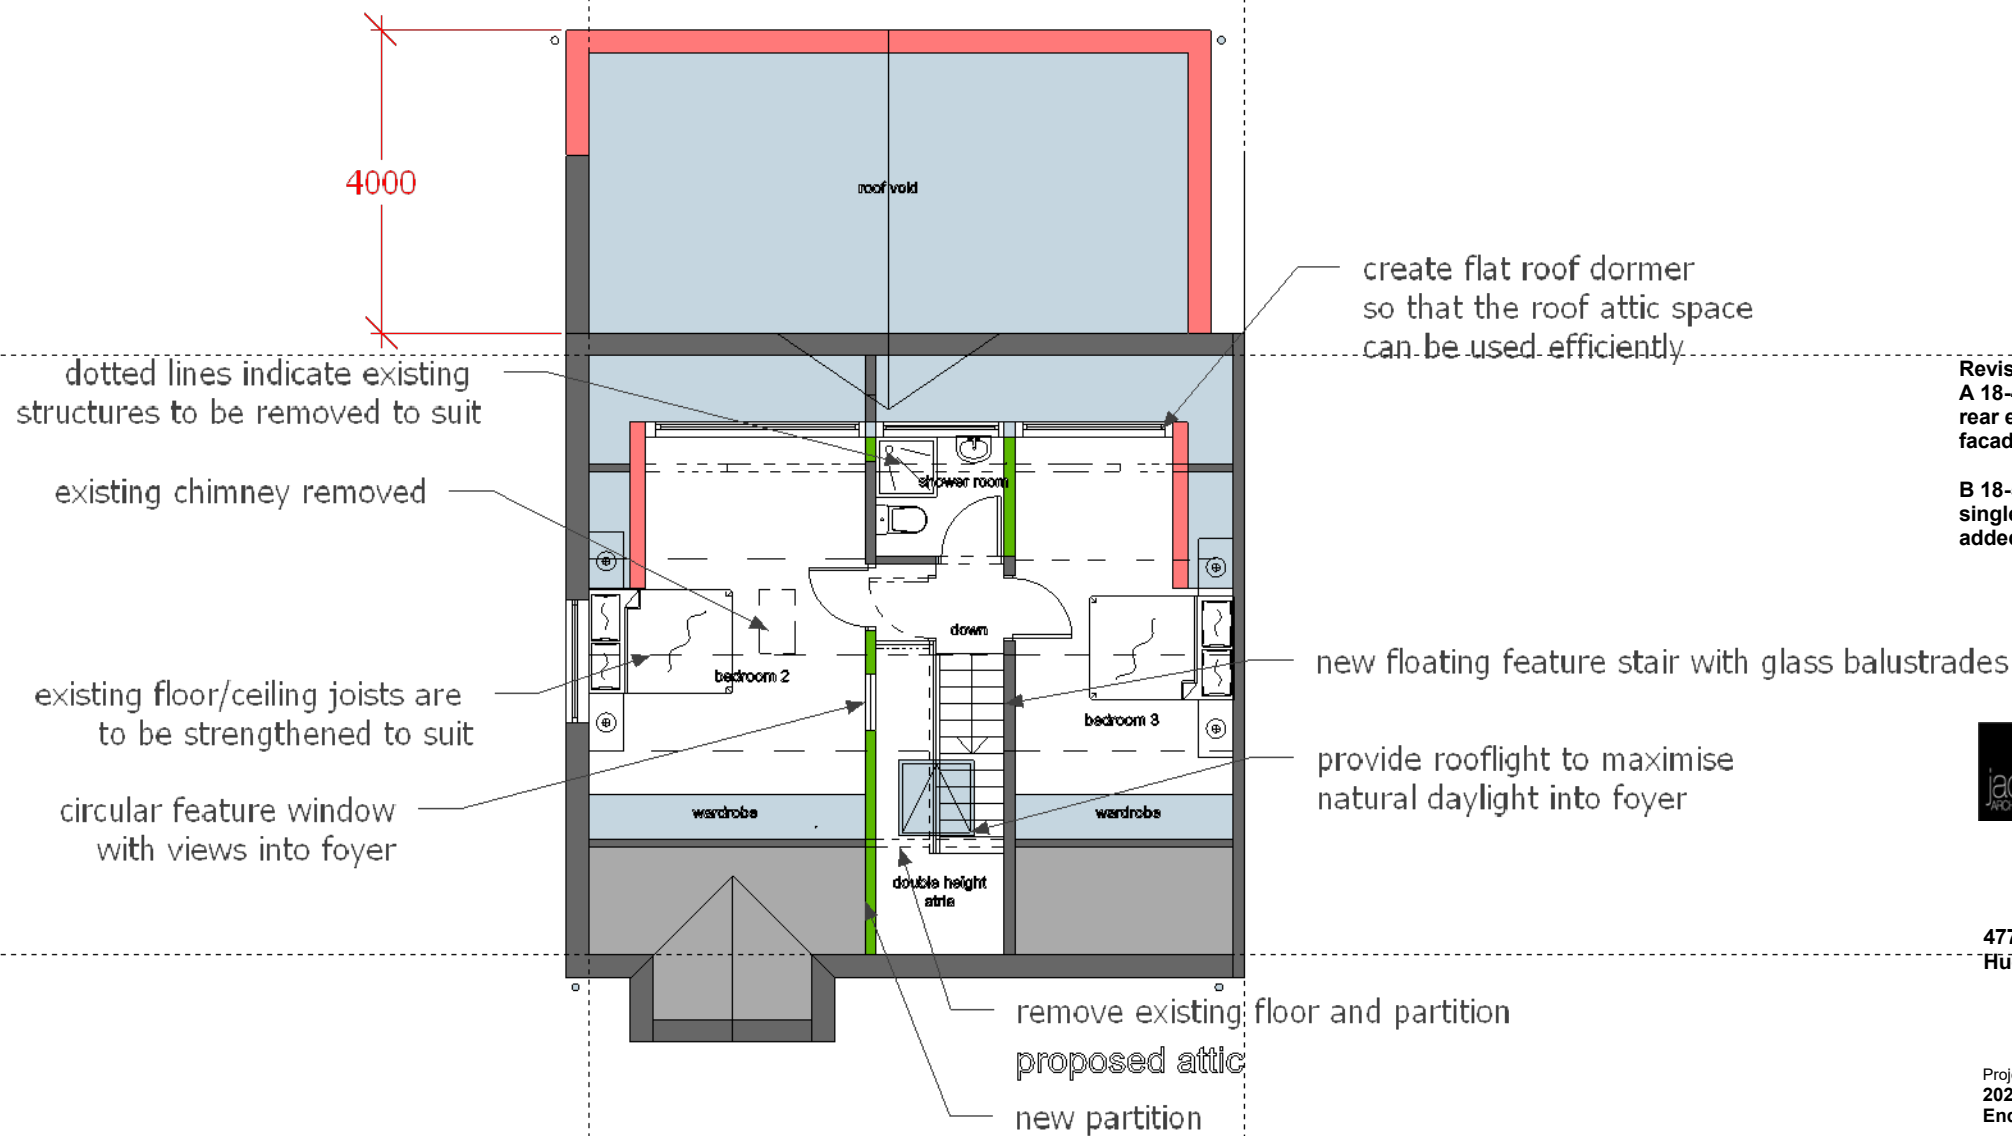 4000
roof void
create flat roof dormer
so that the roof attic space
can be used efficiently
dotted lines indicate existing
structures to be removed to suit
existing chimney removed
shower room
down
bedroom 2
bedroom 3
existing floor/ceiling joists are
to be strengthened to suit
new floating feature stair with glass balustrades
provide rooflight to maximise
natural daylight into foyer
circular feature window
with views into foyer
wardrobe
wardrobe
double height
atria
remove existing floor and partition
proposed attic
new partition
Revis
A 18-
rear e
facad
B 18-
single
added
477
Hu
Proj
202